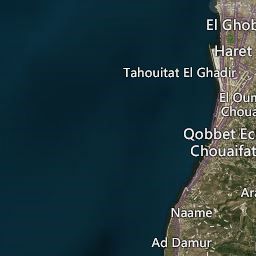 El Ghob
Haret
Tahouitat El Ghadir
El Oum
Choua
Qobbet Ec
Chouaifat
Ara
Naame
Ad Damur